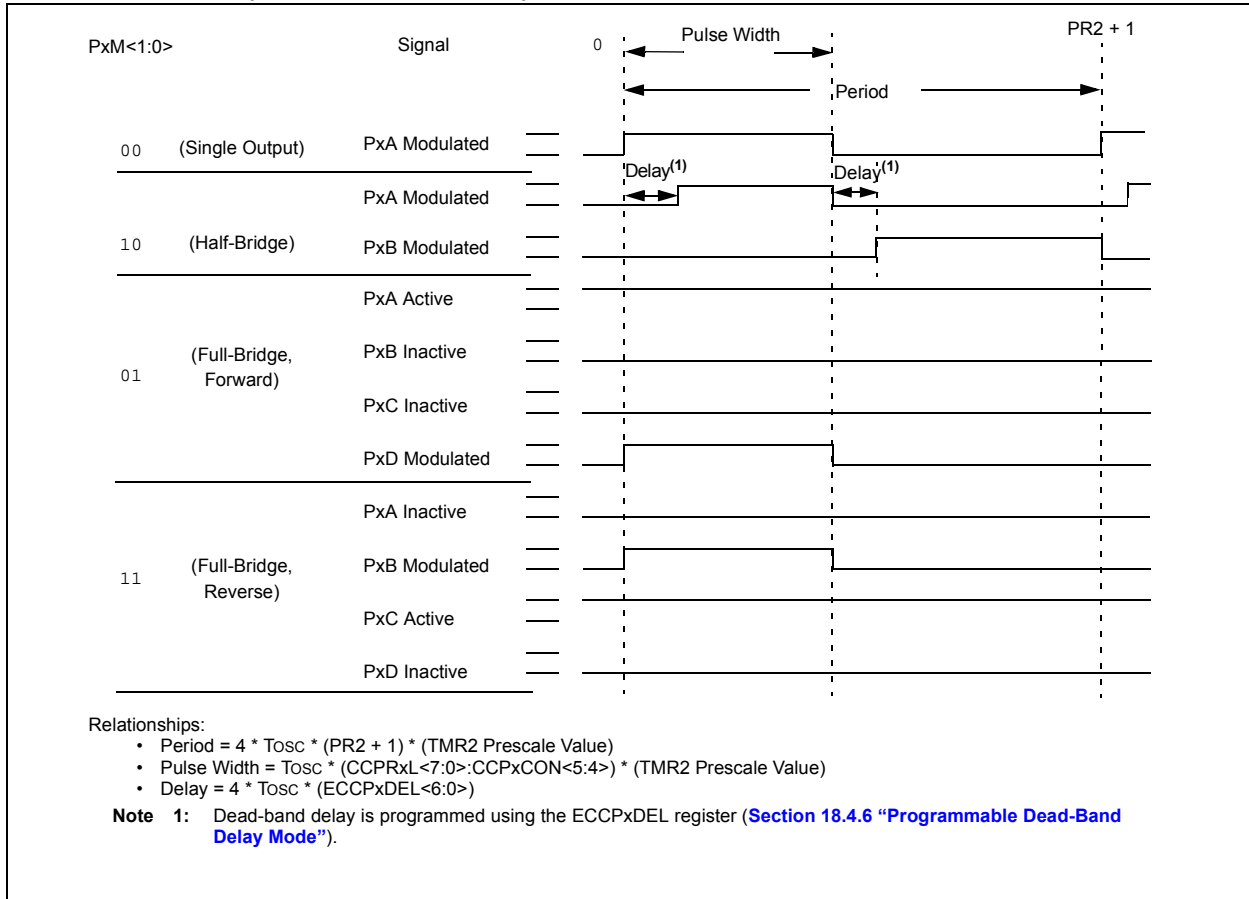 PxM<1:0> Signal 0 Pulse Width PR2 + 1
Period
00 (Single Output) PxA Modulated
Delay(1) Delay(1)
PxA Modulated
10 (Half-Bridge) PxB Modulated
PxA Active
(Full-Bridge, Forward) PxB Inactive
01
PxC Inactive
PxD Modulated
PxA Inactive
11 (Full-Bridge, Reverse) PxB Modulated
PxC Active
PxD Inactive
Relationships:
• Period = 4 * TOSC * (PR2 + 1) * (TMR2 Prescale Value)
• Pulse Width = TOSC * (CCPRxL<7:0>:CCPxCON<5:4>) * (TMR2 Prescale Value)
• Delay = 4 * TOSC * (ECCPxDEL<6:0>)
Note 1: Dead-band delay is programmed using the ECCPxDEL register (Section 18.4.6 “Programmable Dead-Band
Delay Mode”).